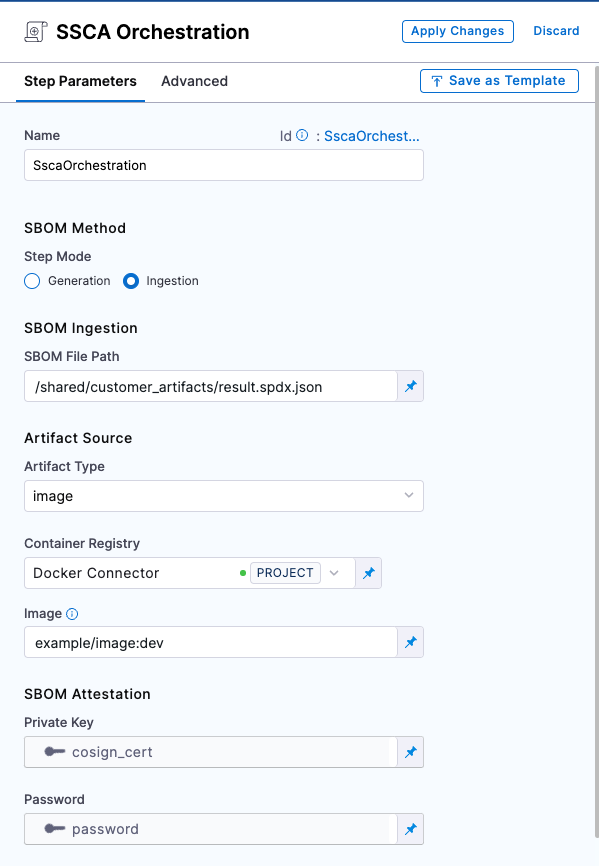 SSCA Orchestration
Apply Changes
Discard
Step Parameters
Advanced
Save as Template
Name
Id : SscaOrchest...
SscaOrchestration
SBOM Method
Step Mode
Generation
Ingestion
SBOM Ingestion
SBOM File Path
/shared/customer_artifacts/result.spdx.json
Artifact Source
Artifact Type
image
Container Registry
Docker Connector
PROJECT
Image
example/image:dev
SBOM Attestation
Private Key
cosign_cert
Password
password